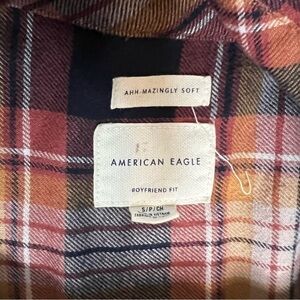 AHH-MAZINGLY SOFT
AMERICAN EAGLE
BOYFRIEND FIT
S/P/CH